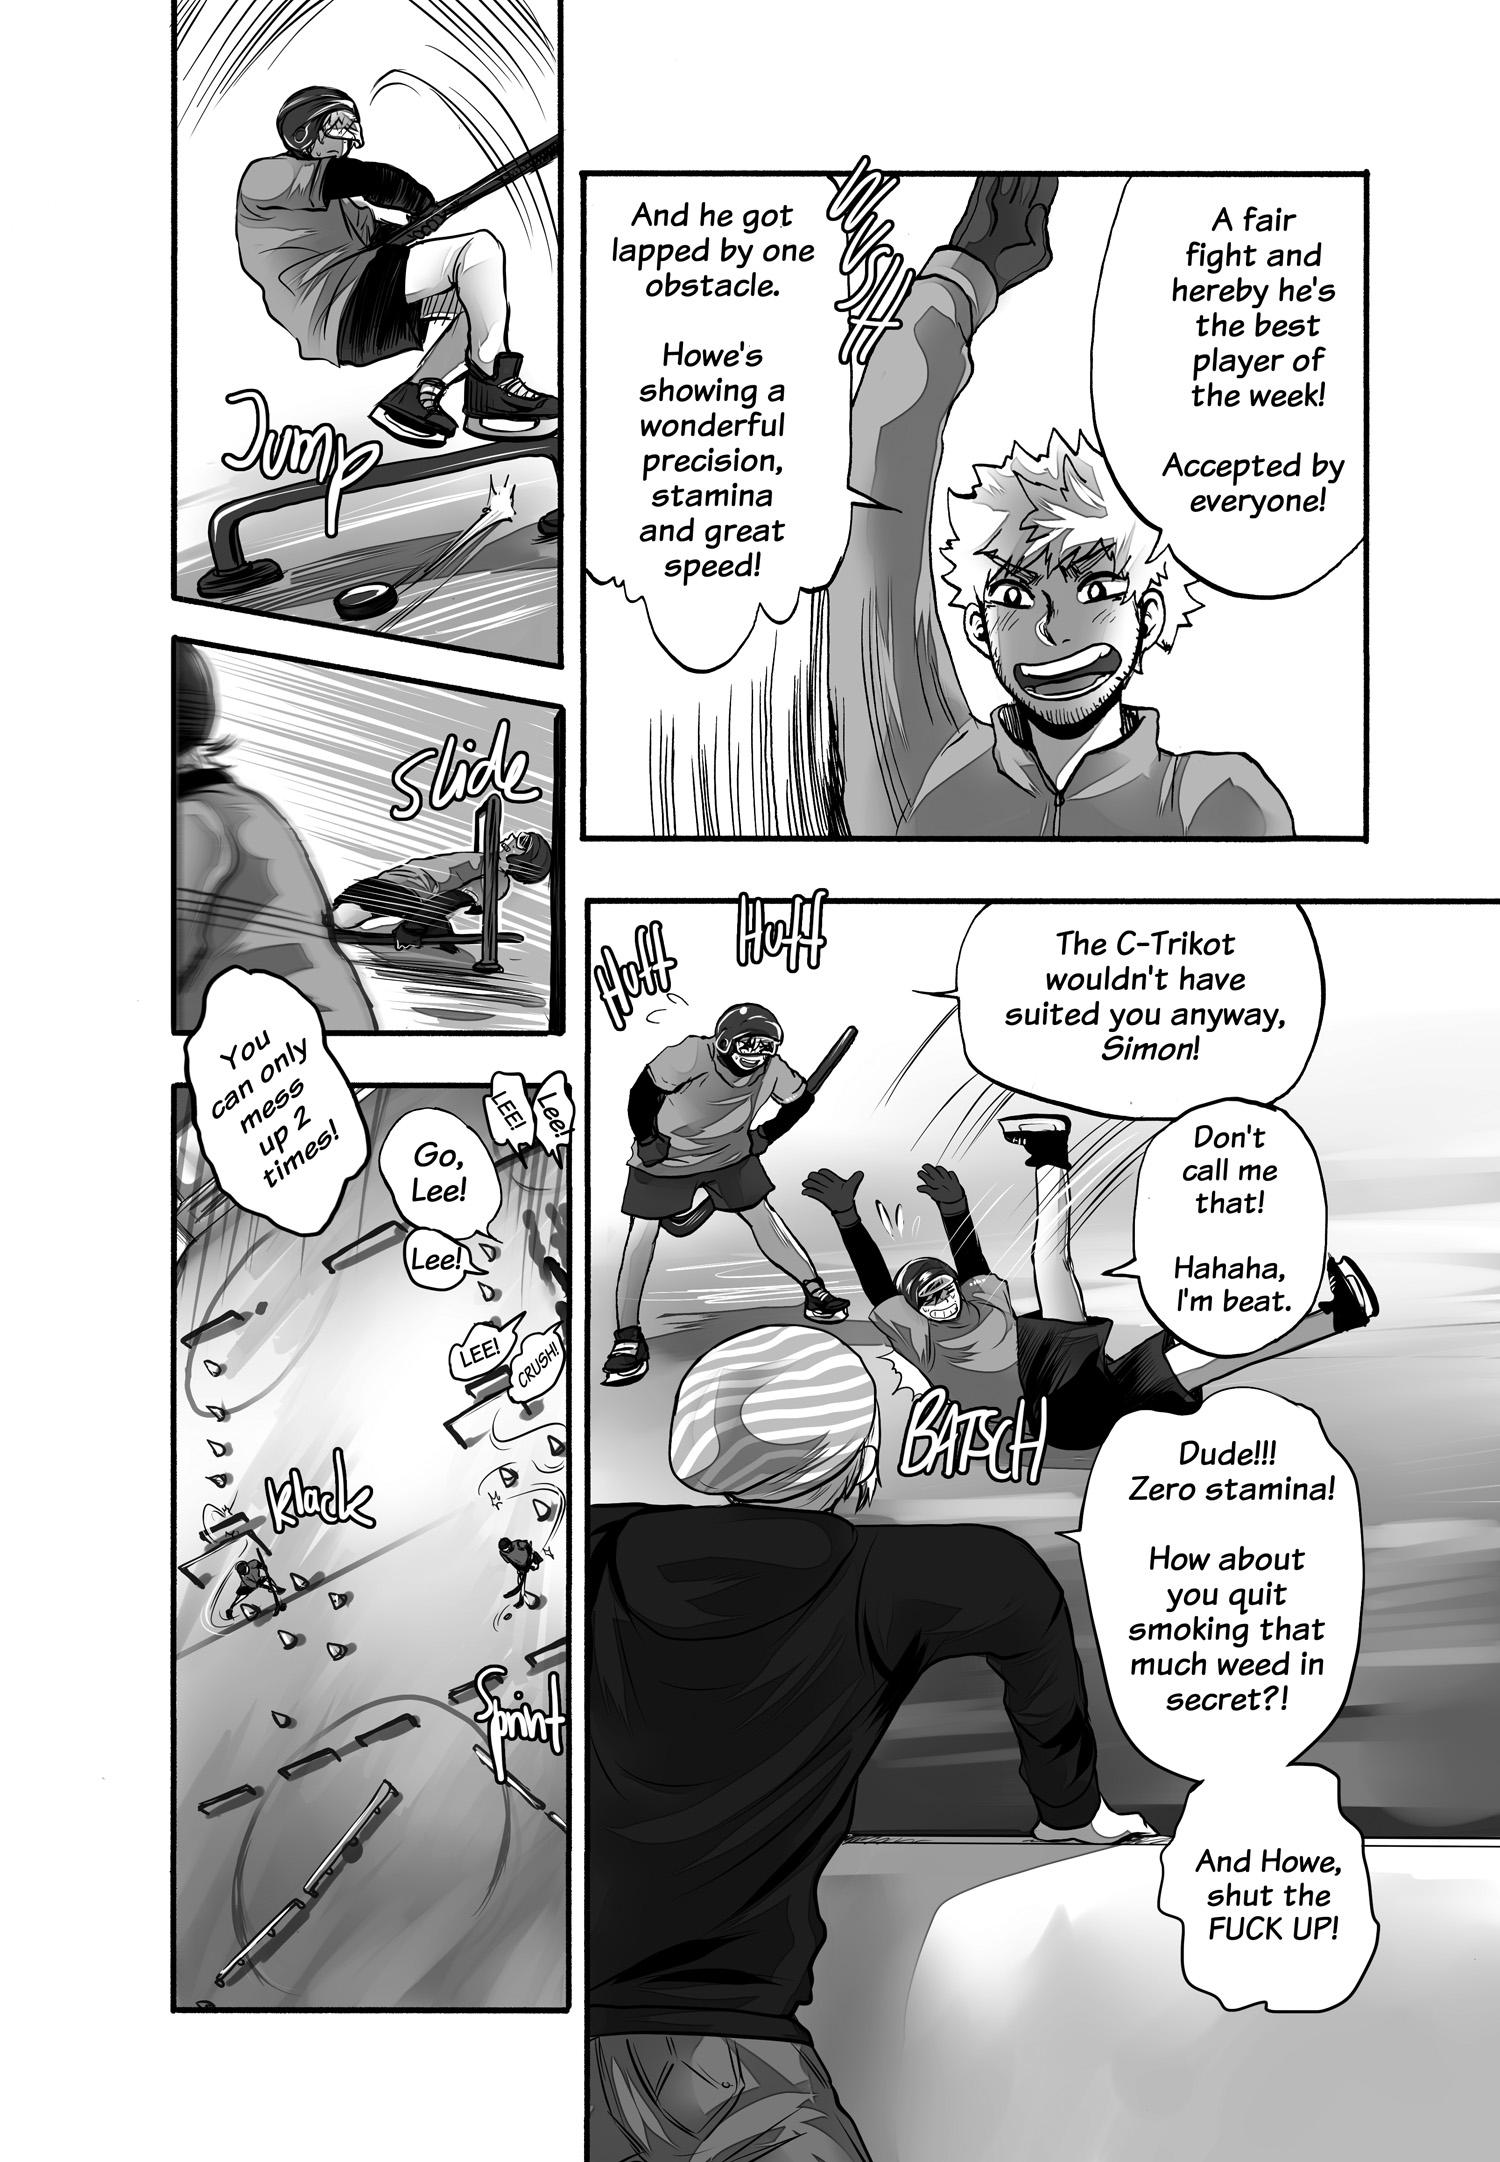 Jump
Slide
You
can only
mess
up 2
times!
LEE!
Lee!
Go,
Lee!
Lee!
LEE!
CRUSH!
Klack
Sprint
And he got
lapped by one
obstacle.
Howe's
showing a
wonderful
precision,
stamina
and great
speed!
WUSH
A fair
fight and
hereby he's
the best
player of
the week!
Accepted by
everyone!
Huff
Huff
The C-Trikot
wouldn't have
suited you anyway,
Simon!
Don't
call me
that!
Hahaha,
I'm beat.
BATSCH
Dude!!!
Zero stamina!
How about
you quit
smoking that
much weed in
secret?!
And Howe,
shut the
FUCK UP!